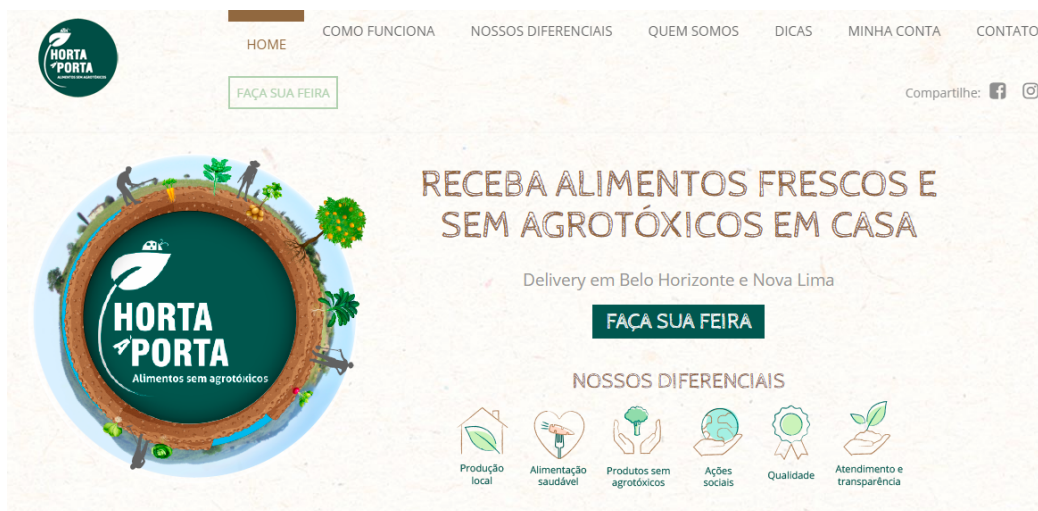 HORTA
À PORTA
ALIMENTOS SEM AGROTÓXICOS
HOME
COMO FUNCIONA
NOSSOS DIFERENCIAIS
QUEM SOMOS
DICAS
MINHA CONTA
CONTATO
FAÇA SUA FEIRA
Compartilhe:
HORTA
À PORTA
Alimentos sem agrotóxicos
RECEBA ALIMENTOS FRESCOS E
SEM AGROTÓXICOS EM CASA
Delivery em Belo Horizonte e Nova Lima
FAÇA SUA FEIRA
NOSSOS DIFERENCIAIS
Produção
local
Alimentação
saudável
Produtos sem
agrotóxicos
Ações
sociais
Qualidade
Atendimento e
transparência